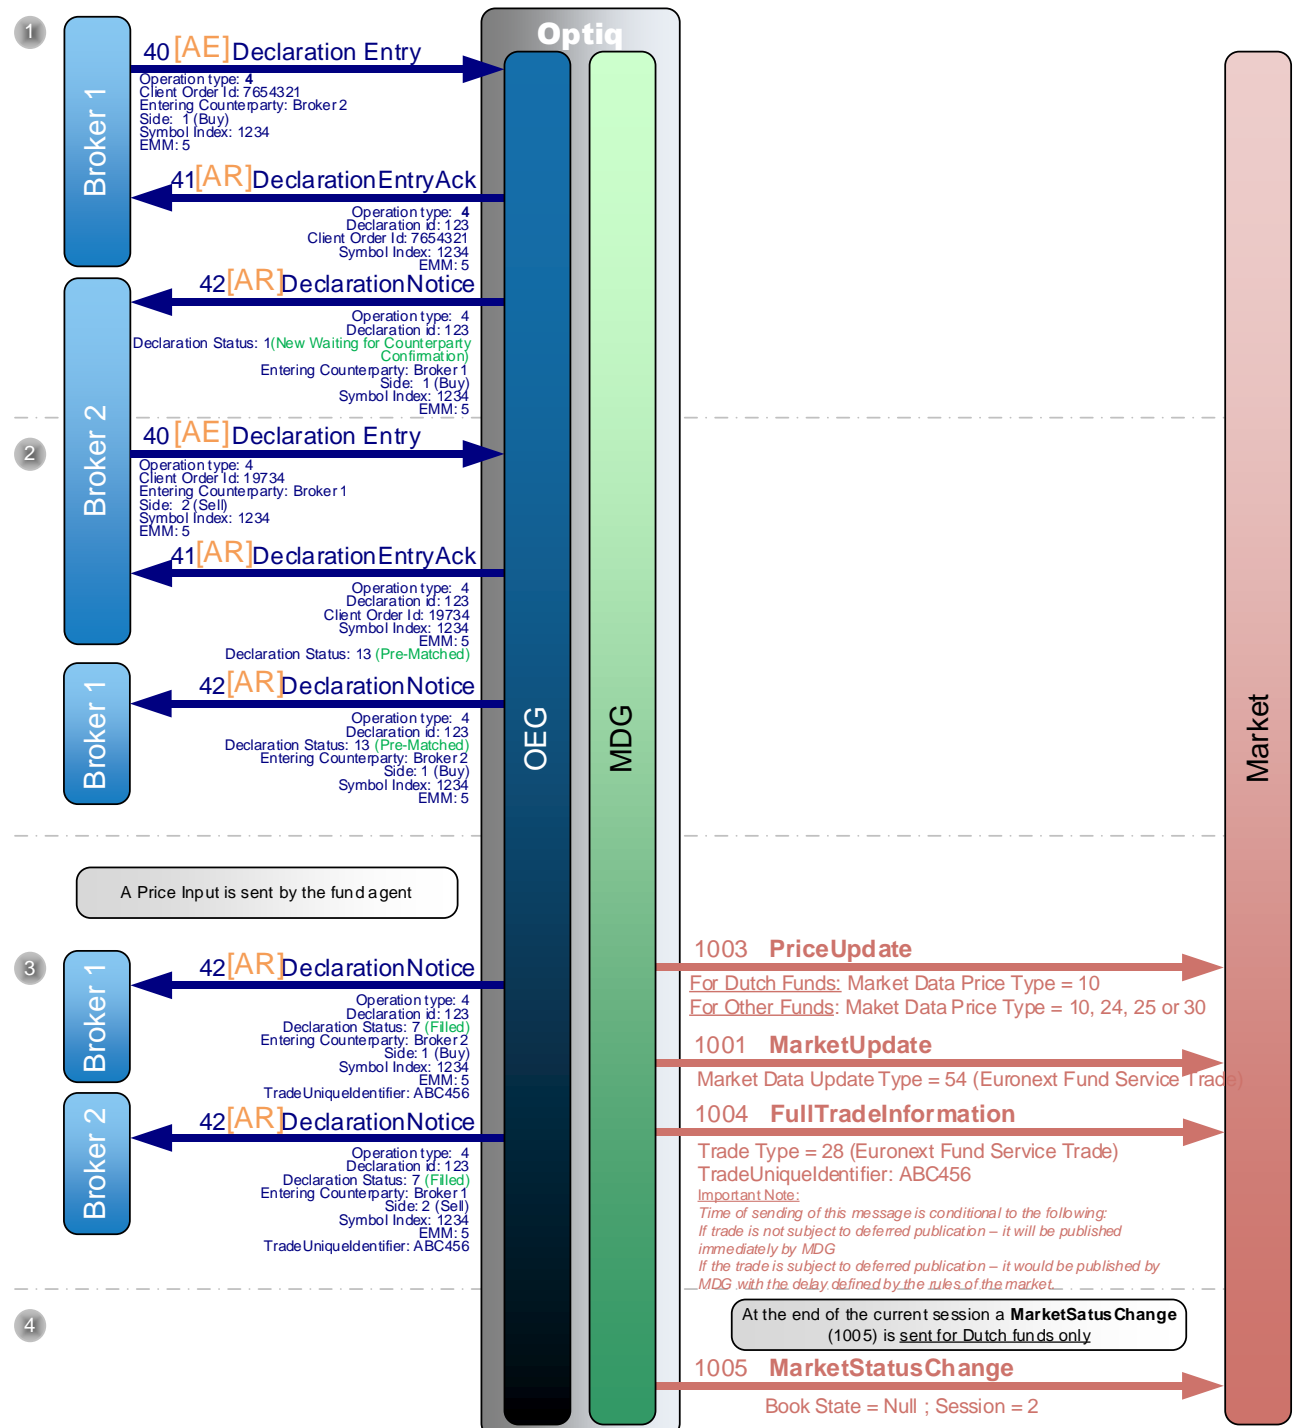 1
Optiq
Broker 1
40 [AE] Declaration Entry
Operation type: 4
Client Order Id: 7654321
Entering Counterparty: Broker 2
Side: 1 (Buy)
Symbol Index: 1234
EMM: 5
41 [AR] DeclarationEntryAck
Operation type: 4
Declaration id: 123
Client Order Id: 7654321
Symbol Index: 1234
EMM: 5
Broker 2
42 [AR] DeclarationNotice
Operation type: 4
Declaration id: 123
Declaration Status: 1(New Waiting for Counterparty
Confirmation)
Entering Counterparty: Broker 1
Side: 1 (Buy)
Symbol Index: 1234
EMM: 5
2
40 [AE] Declaration Entry
Operation type: 4
Client Order Id: 19734
Entering Counterparty: Broker 1
Side: 2 (Sell)
Symbol Index: 1234
EMM: 5
41 [AR] DeclarationEntryAck
Operation type: 4
Declaration id: 123
Client Order Id: 19734
Symbol Index: 1234
EMM: 5
Declaration Status: 13 (Pre-Matched)
Broker 1
42 [AR] DeclarationNotice
Operation type: 4
Declaration id: 123
Declaration Status: 13 (Pre-Matched)
Entering Counterparty: Broker 2
Side: 1 (Buy)
Symbol Index: 1234
EMM: 5
OEG
MDG
Market
A Price Input is sent by the fund agent
3
Broker 1
42 [AR] DeclarationNotice
Operation type: 4
Declaration id: 123
Declaration Status: 7 (Filled)
Entering Counterparty: Broker 2
Side: 1 (Buy)
Symbol Index: 1234
EMM: 5
TradeUniqueIdentifier: ABC456
Broker 2
42 [AR] DeclarationNotice
Operation type: 4
Declaration id: 123
Declaration Status: 7 (Filled)
Entering Counterparty: Broker 1
Side: 2 (Sell)
Symbol Index: 1234
EMM: 5
TradeUniqueIdentifier: ABC456
1003 PriceUpdate
For Dutch Funds: Market Data Price Type = 10
For Other Funds: Maket Data Price Type = 10, 24, 25 or 30
1001 MarketUpdate
Market Data Update Type = 54 (Euronext Fund Service Trade)
1004 FullTradeInformation
Trade Type = 28 (Euronext Fund Service Trade)
TradeUniqueIdentifier: ABC456
Important Note:
Time of sending of this message is conditional to the following:
If trade is not subject to deferred publication – it will be published
immediately by MDG
If the trade is subject to deferred publication – it would be published by
MDG with the delay defined by the rules of the market.
4
At the end of the current session a MarketSatusChange
(1005) is sent for Dutch funds only
1005 MarketStatusChange
Book State = Null ; Session = 2